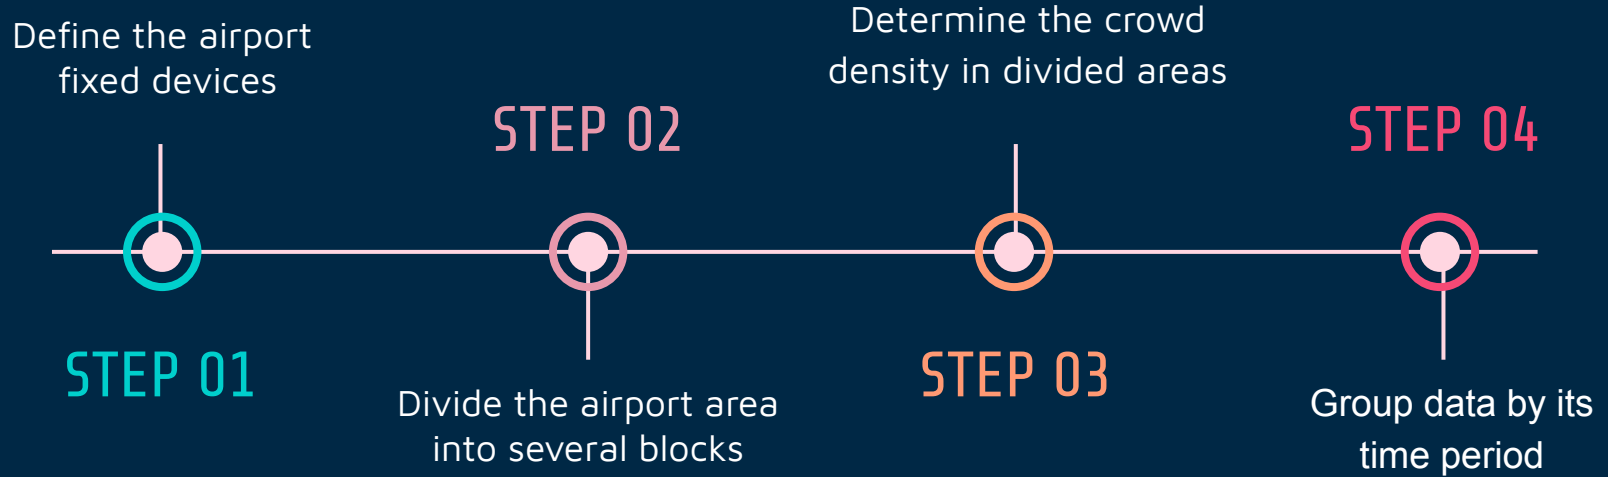 Define the airport
fixed devices
STEP 01
STEP 02
Divide the airport area
into several blocks
Determine the crowd
density in divided areas
STEP 03
STEP 04
Group data by its
time period